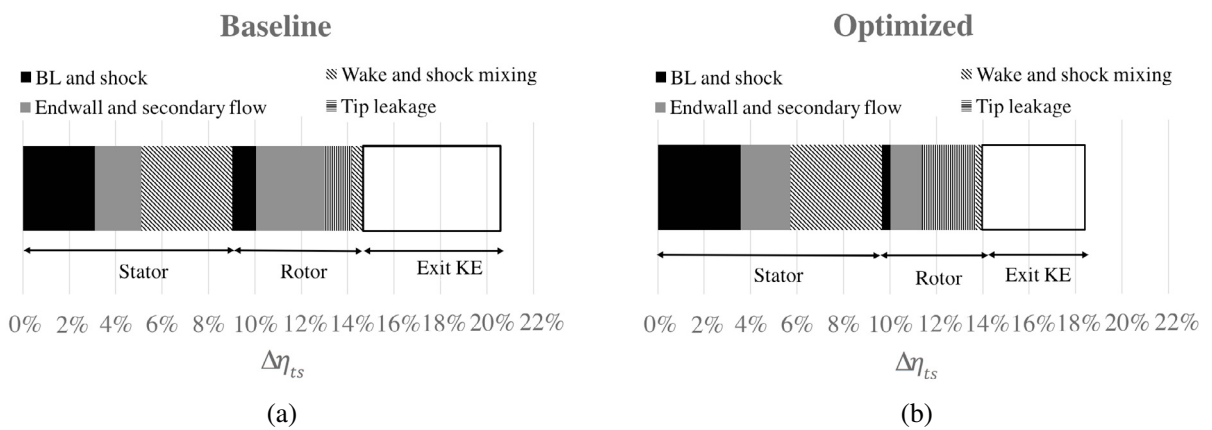 Baseline
BL and shock
Wake and shock mixing
Endwall and secondary flow
Tip leakage
Stator
Rotor
Exit KE
0% 2% 4% 6% 8% 10% 12% 14% 16% 18% 20% 22%
Δη_ts
(a)
Optimized
BL and shock
Wake and shock mixing
Endwall and secondary flow
Tip leakage
Stator
Rotor
Exit KE
0% 2% 4% 6% 8% 10% 12% 14% 16% 18% 20% 22%
Δη_ts
(b)